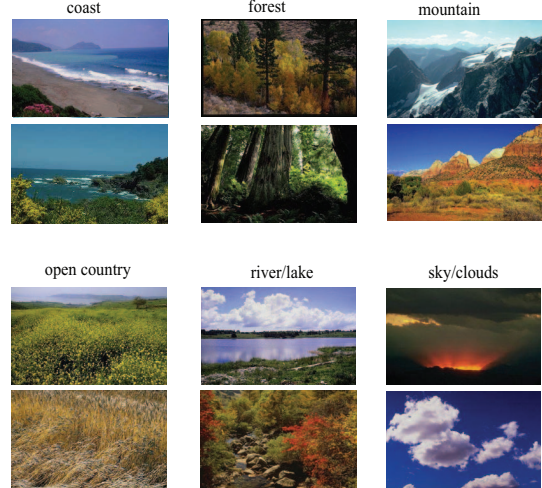 coast
forest
mountain
open country
river/lake
sky/clouds